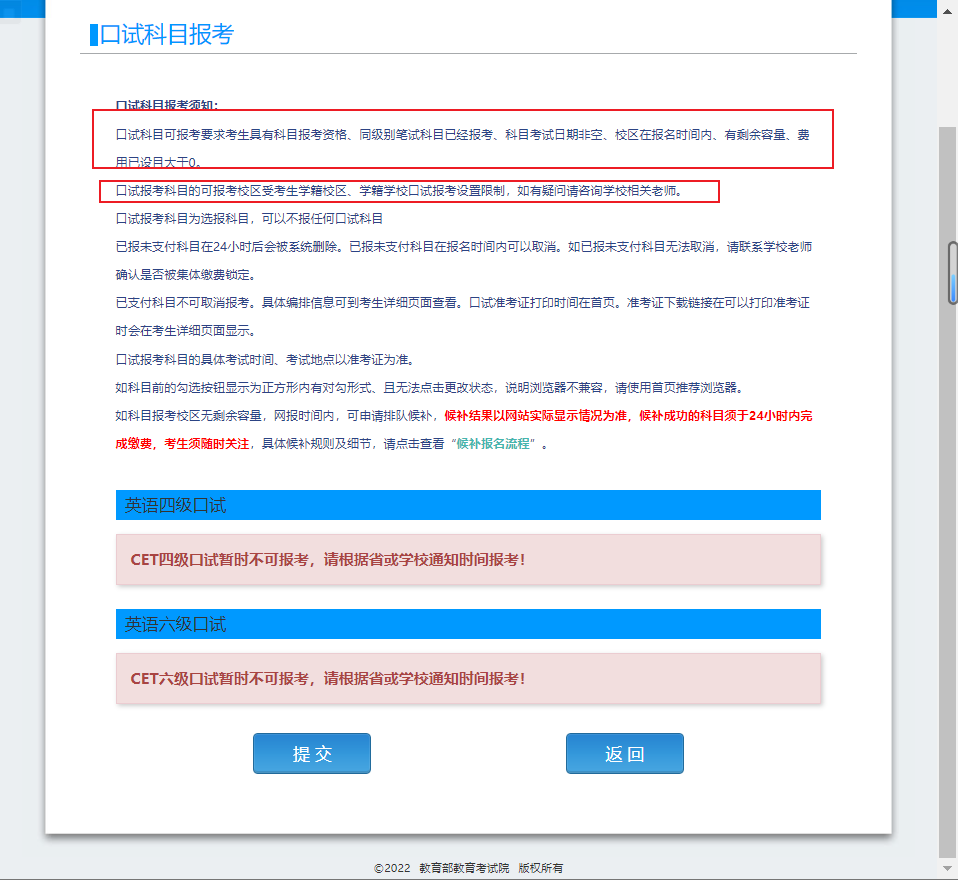 口试科目报考
口试科目报考须知：
口试科目可报考要求考生具有科目报考资格、同级别笔试科目已经报考、科目考试日期非空、校区在报名时间内、有剩余容量、费
用已设且大于0。
口试报考科目的可报考校区受考生学籍校区、学籍学校口试报考设置限制，如有疑问请咨询学校相关老师。
口试报考科目为选报科目，可以不报任何口试科目
已报未支付科目在24小时后会被系统删除。已报未支付科目在报名时间内可以取消。如已报未支付科目无法取消，请联系学校老师
确认是否被集体缴费锁定。
已支付科目不可取消报考。具体编排信息可到考生详细页面查看。口试准考证打印时间在首页。准考证下载链接在可以打印准考证
时会在考生详细页面显示。
口试报考科目的具体考试时间、考试地点以准考证为准。
如科目前的勾选按钮显示为正方形内有对勾形式、且无法点击更改状态，说明浏览器不兼容，请使用首页推荐浏览器。
如科目报考校区无剩余容量，网报时间内，可申请排队候补，候补结果以网站实际显示情况为准，候补成功的科目须于24小时内完
成缴费，考生须随时关注，具体候补规则及细节，请点击查看“候补报名流程”。
英语四级口试
CET四级口试暂时不可报考，请根据省或学校通知时间报考！
英语六级口试
CET六级口试暂时不可报考，请根据省或学校通知时间报考！
提 交
返 回
©2022 教育部教育考试院 版权所有